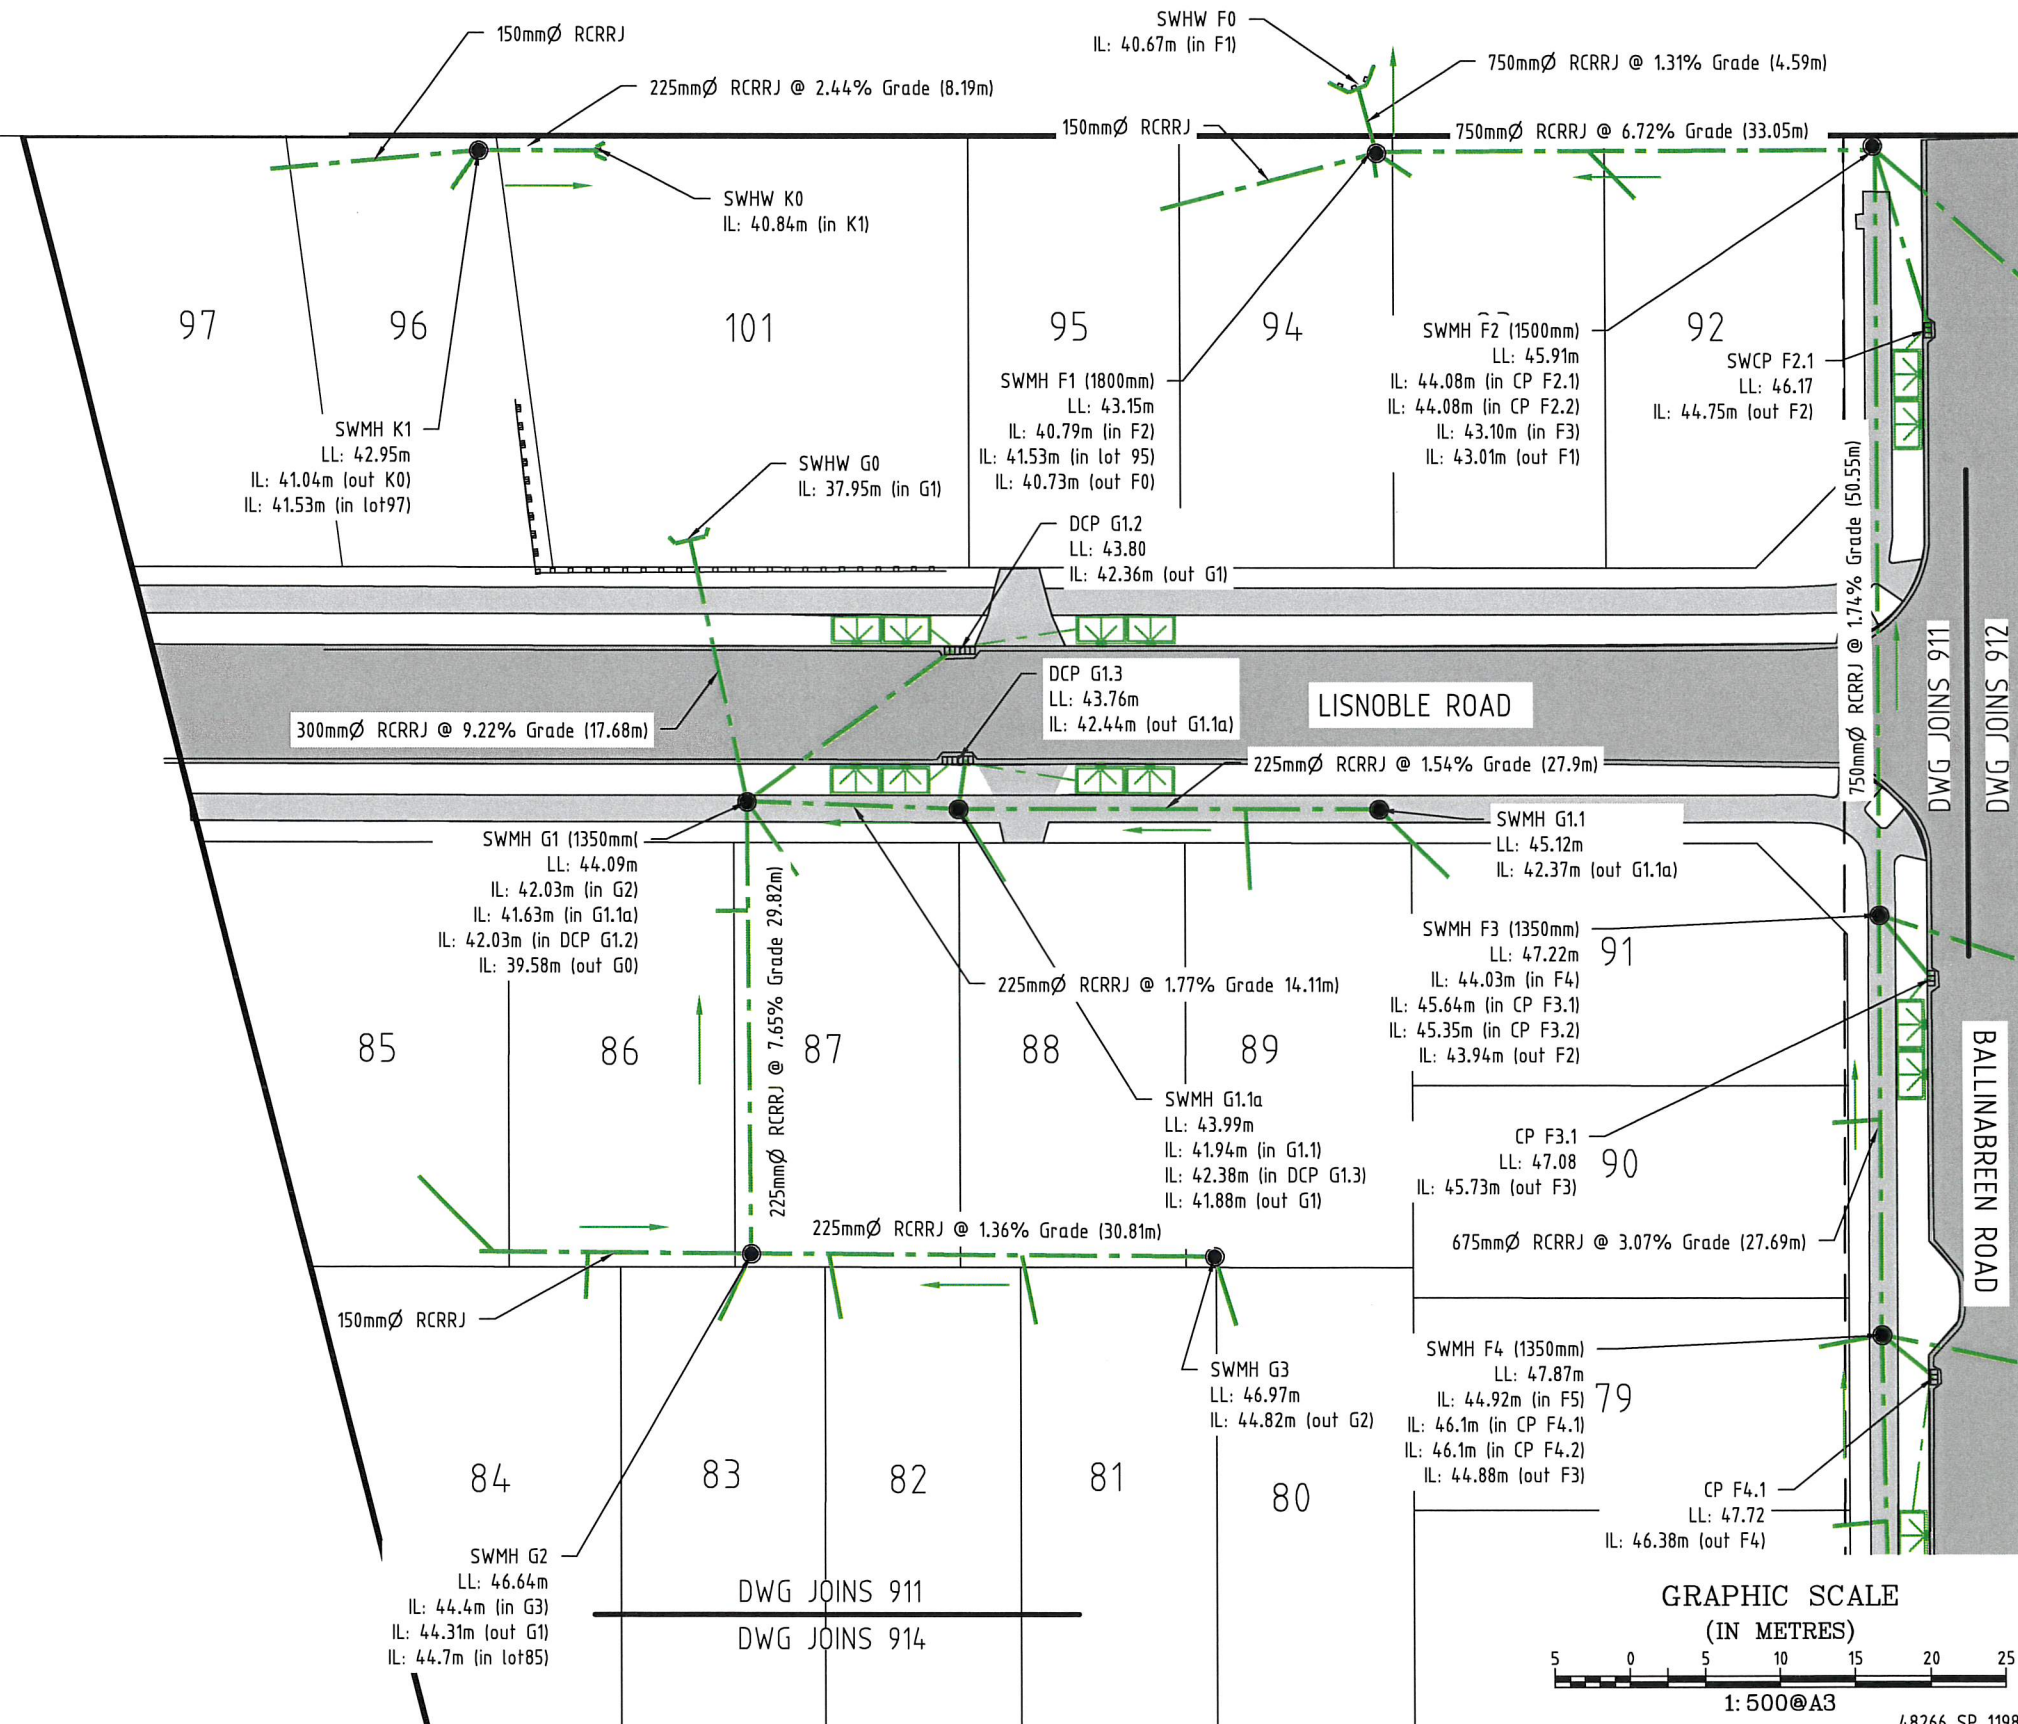 150mmØ RCRRJ
225mmØ RCRRJ @ 2.44% Grade (8.19m)
SWHW F0
IL: 40.67m (in F1)
750mmØ RCRRJ @ 1.31% Grade (4.59m)
150mmØ RCRRJ
750mmØ RCRRJ @ 6.72% Grade (33.05m)
SWHW K0
IL: 40.84m (in K1)
97
96
101
95
94
92
SWMH F2 (1500mm)
LL: 45.91m
IL: 44.08m (in CP F2.1)
IL: 44.08m (in CP F2.2)
IL: 43.10m (in F3)
IL: 43.01m (out F1)
SWCP F2.1
LL: 46.17
IL: 44.75m (out F2)
SWMH F1 (1800mm)
LL: 43.15m
IL: 40.79m (in F2)
IL: 41.53m (in lot 95)
IL: 40.73m (out F0)
SWMH K1
LL: 42.95m
IL: 41.04m (out K0)
IL: 41.53m (in lot97)
SWHW G0
IL: 37.95m (in G1)
DCP G1.2
LL: 43.80
IL: 42.36m (out G1)
750mmØ RCRRJ @ 1.74% Grade (50.55m)
DWG JOINS 911
DWG JOINS 912
DCP G1.3
LL: 43.76m
IL: 42.44m (out G1.1a)
LISNOBLE ROAD
300mmØ RCRRJ @ 9.22% Grade (17.68m)
225mmØ RCRRJ @ 1.54% Grade (27.9m)
SWMH G1 (1350mm(
LL: 44.09m
IL: 42.03m (in G2)
IL: 41.63m (in G1.1a)
IL: 42.03m (in DCP G1.2)
IL: 39.58m (out G0)
SWMH G1.1
LL: 45.12m
IL: 42.37m (out G1.1a)
225mmØ RCRRJ @ 7.65% Grade 29.82m)
225mmØ RCRRJ @ 1.77% Grade 14.11m)
SWMH F3 (1350mm)
LL: 47.22m
IL: 44.03m (in F4)
IL: 45.64m (in CP F3.1)
IL: 45.35m (in CP F3.2)
IL: 43.94m (out F2)
91
85
86
87
88
89
SWMH G1.1a
LL: 43.99m
IL: 41.94m (in G1.1)
IL: 42.38m (in DCP G1.3)
IL: 41.88m (out G1)
CP F3.1
LL: 47.08
IL: 45.73m (out F3)
90
BALLINABREEN ROAD
225mmØ RCRRJ @ 1.36% Grade (30.81m)
675mmØ RCRRJ @ 3.07% Grade (27.69m)
150mmØ RCRRJ
SWMH G3
LL: 46.97m
IL: 44.82m (out G2)
SWMH F4 (1350mm)
LL: 47.87m
IL: 44.92m (in F5)
IL: 46.1m (in CP F4.1)
IL: 46.1m (in CP F4.2)
IL: 44.88m (out F3)
79
84
83
82
81
80
CP F4.1
LL: 47.72
IL: 46.38m (out F4)
SWMH G2
LL: 46.64m
IL: 44.4m (in G3)
IL: 44.31m (out G1)
IL: 44.7m (in lot85)
DWG JOINS 911
DWG JOINS 914
GRAPHIC SCALE
(IN METRES)
5 0 5 10 15 20 25
1:500@A3
48266 SP 1198